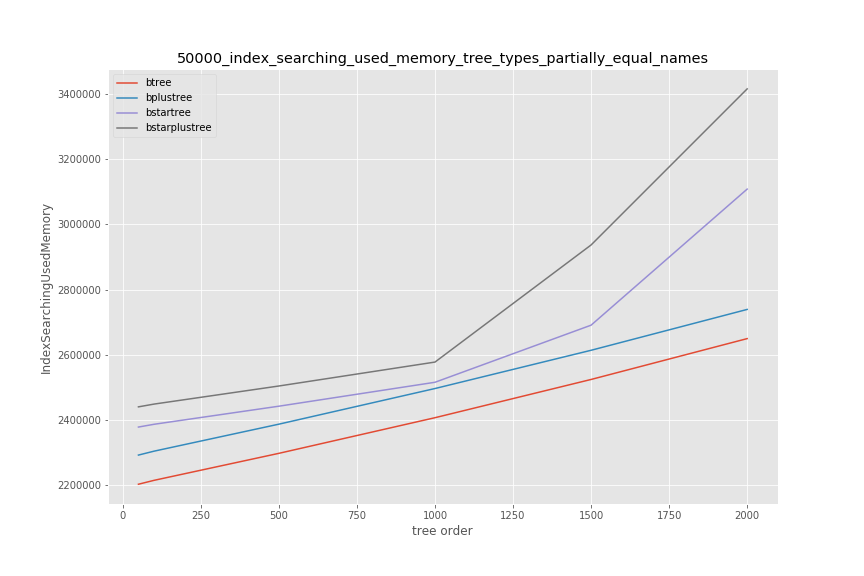 50000_index_searching_used_memory_tree_types_partially_equal_names
btree
bplustree
bstartree
bstarplustree
3400000
3200000
3000000
2800000
2600000
2400000
2200000
IndexSearchingUsedMemory
0 250 500 750 1000 1250 1500 1750 2000
tree order